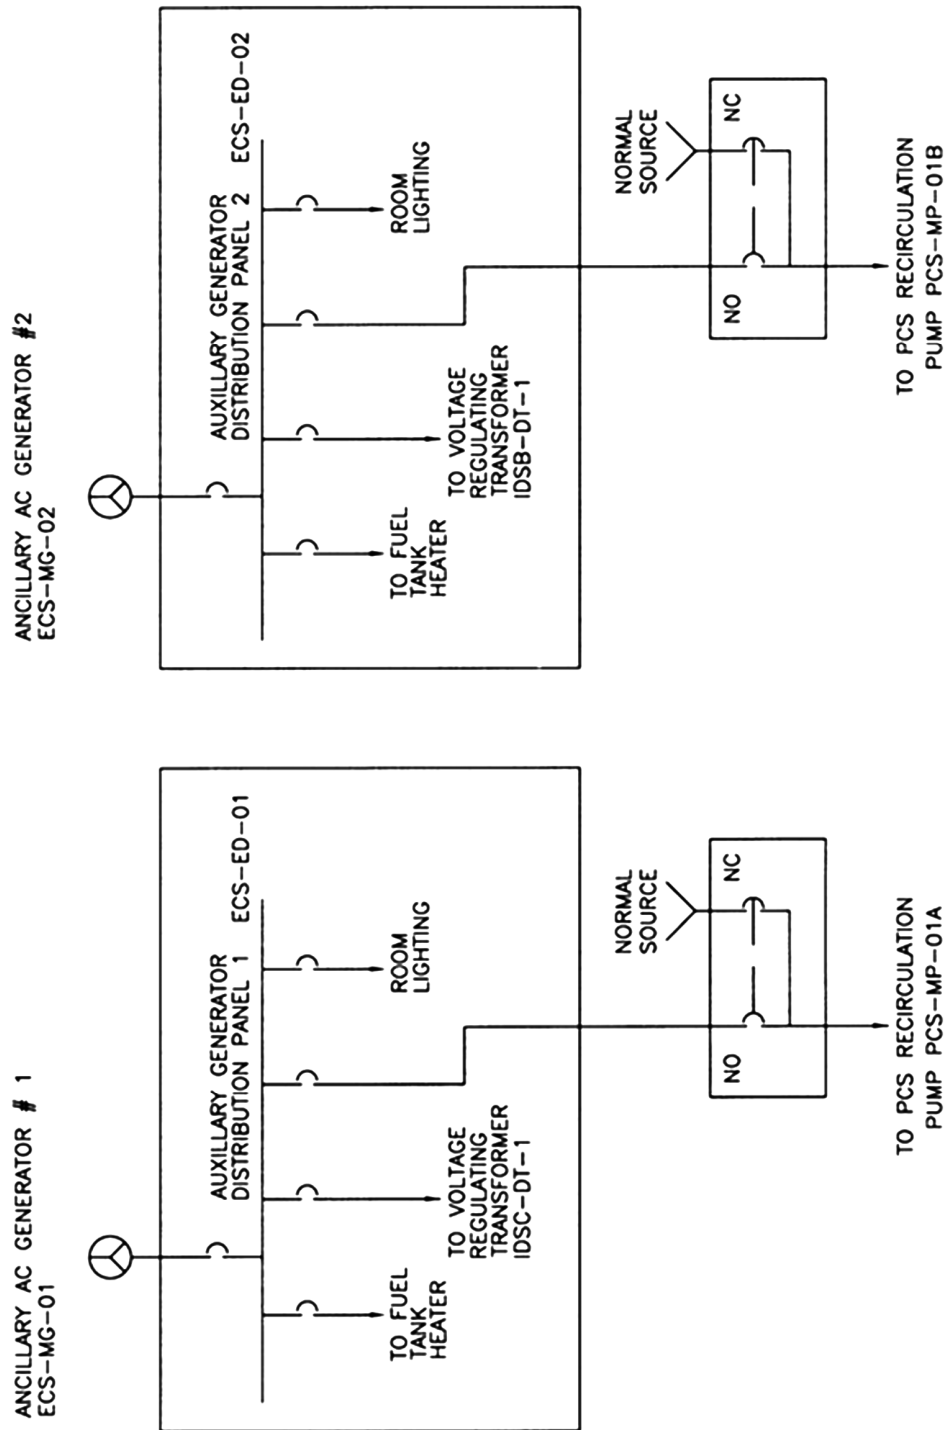 ANCILLARY AC GENERATOR # 1
ECS-MG-01
AUXILLARY GENERATOR
DISTRIBUTION PANEL 1
ECS-ED-01
TO FUEL
TANK
HEATER
TO VOLTAGE
REGULATING
TRANSFORMER
IDSC-DT-1
ROOM
LIGHTING
NORMAL
SOURCE
NO
NC
TO PCS RECIRCULATION
PUMP PCS-MP-01A
ANCILLARY AC GENERATOR #2
ECS-MG-02
AUXILLARY GENERATOR
DISTRIBUTION PANEL 2
ECS-ED-02
TO FUEL
TANK
HEATER
TO VOLTAGE
REGULATING
TRANSFORMER
IDSB-DT-1
ROOM
LIGHTING
NORMAL
SOURCE
NO
NC
TO PCS RECIRCULATION
PUMP PCS-MP-01B